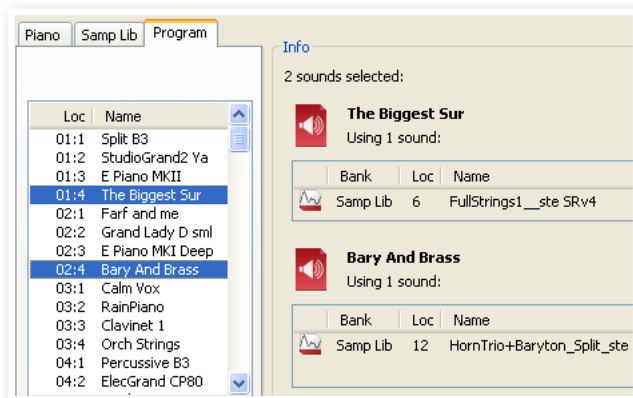 Piano Samp Lib Program
Loc Name
01:1 Split B3
01:2 StudioGrand2 Ya
01:3 E Piano MKII
01:4 The Biggest Sur
02:1 Farf and me
02:2 Grand Lady D sml
02:3 E Piano MKI Deep
02:4 Bary And Brass
03:1 Calm Vox
03:2 RainPiano
03:3 Clavinet 1
03:4 Orch Strings
04:1 Percussive B3
04:2 ElecGrand CP80
Info
2 sounds selected:
The Biggest Sur
Using 1 sound:
Bank Loc Name
Samp Lib 6 FullStrings1__ste SRv4
Bary And Brass
Using 1 sound:
Bank Loc Name
Samp Lib 12 HornTrio+Baryton_Split_ste